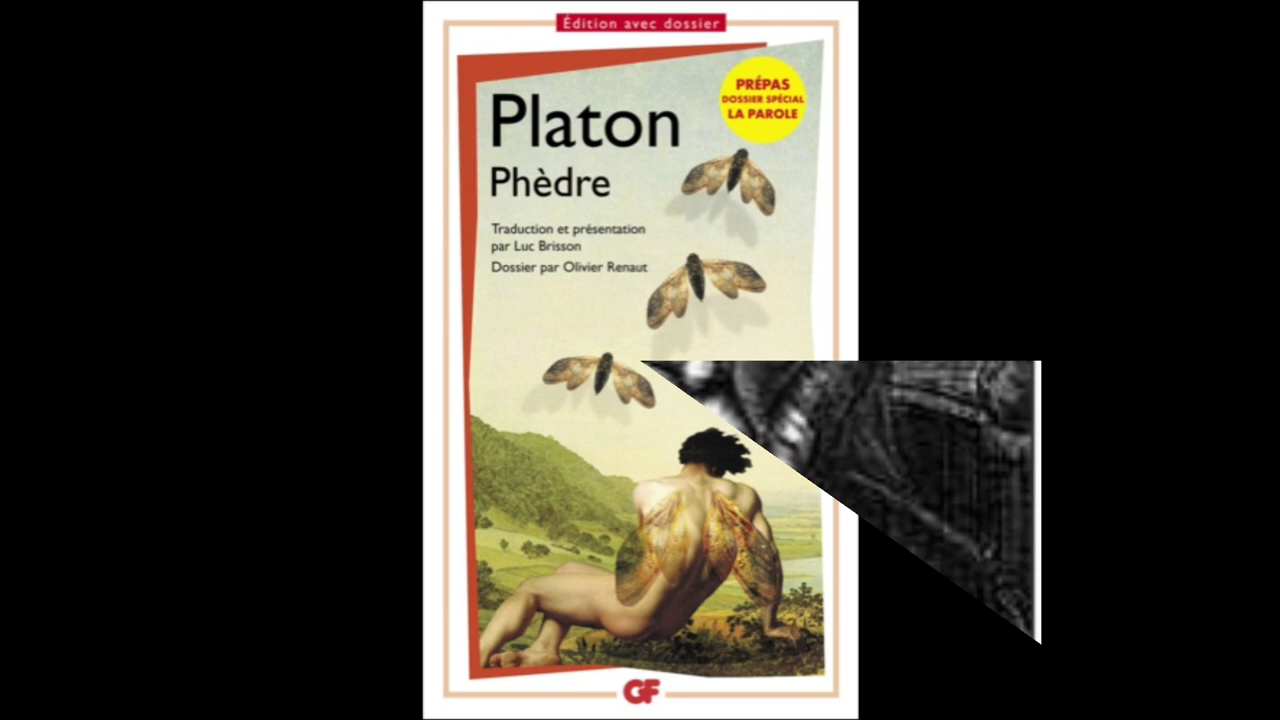 Édition avec dossier
PRÉPAS
DOSSIER SPÉCIAL
LA PAROLE
Platon
Phèdre
Traduction et présentation
par Luc Brisson
Dossier par Olivier Renaut
GF